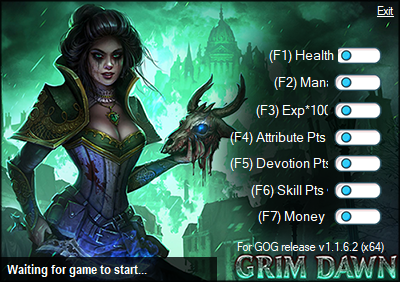 Exit
(F1) Health
(F2) Mana
(F3) Exp*100
(F4) Attribute Pts
(F5) Devotion Pts
(F6) Skill Pts
(F7) Money
For GOG release v1.1.6.2 (x64)
GRIM DAWN
Waiting for game to start...